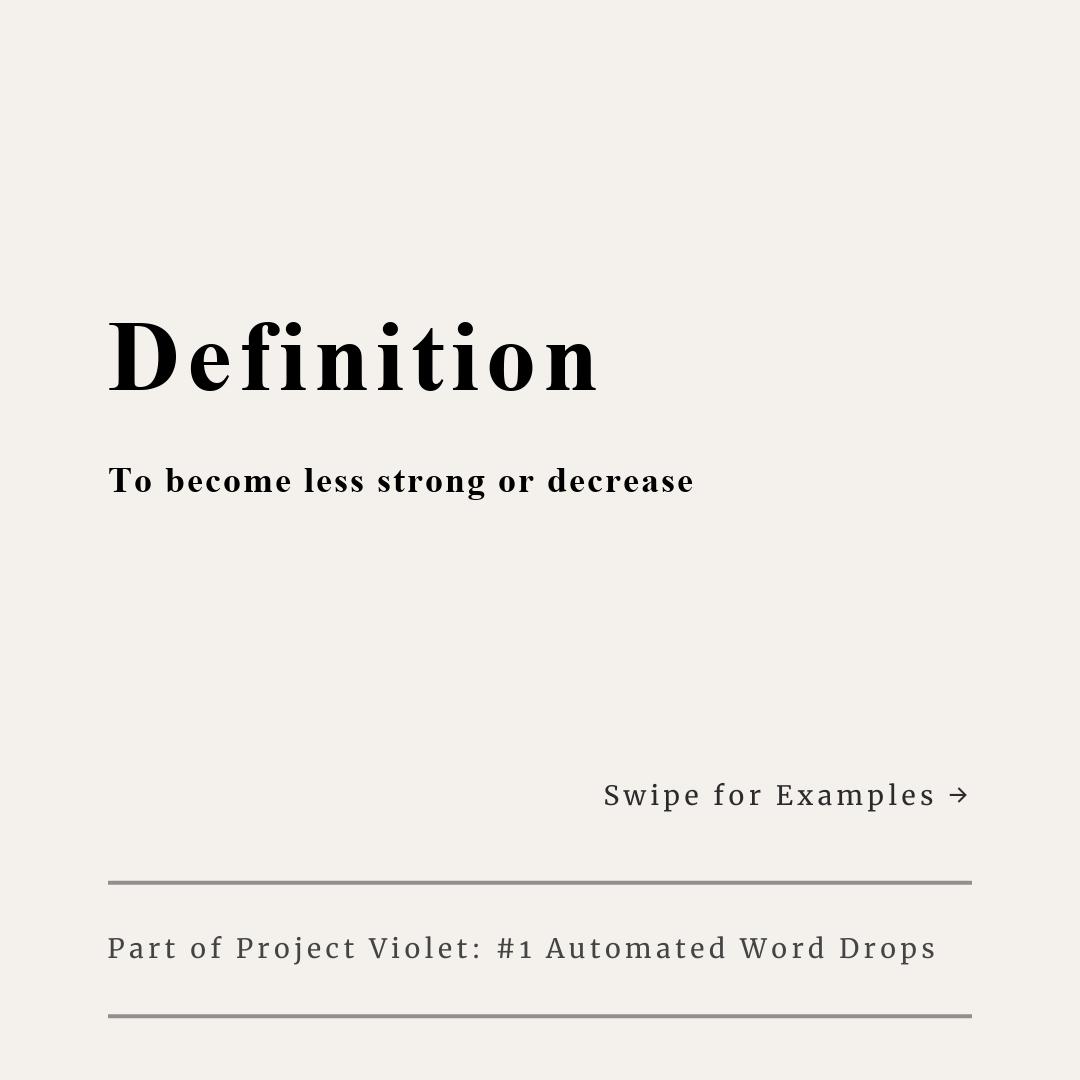 Definition
To become less strong or decrease
Swipe for Examples →
Part of Project Violet: #1 Automated Word Drops